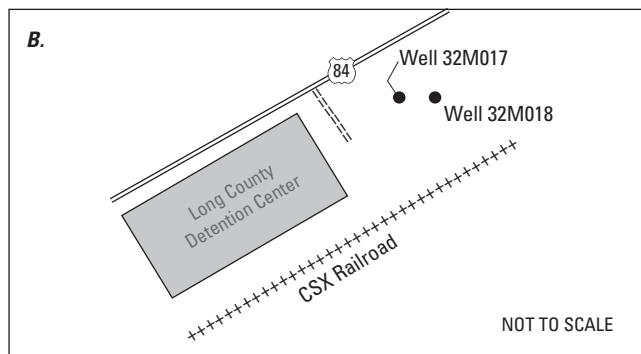 B.
84
Well 32M017
Well 32M018
Long County
Detention Center
CSX Railroad
NOT TO SCALE